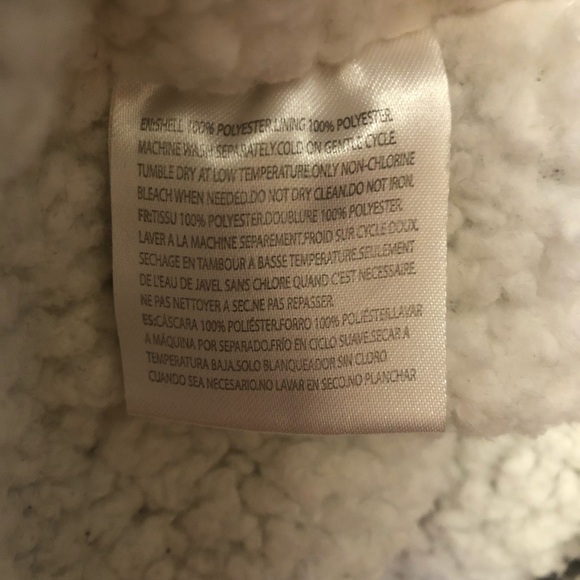 EN:SHELL 100% POLYESTER.LINING 100% POLYESTER.
MACHINE WASH SEPARATELY.COLD ON GENTLE CYCLE.
TUMBLE DRY AT LOW TEMPERATURE.ONLY NON-CHLORINE
BLEACH WHEN NEEDED.DO NOT DRY CLEAN.DO NOT IRON.
FR:TISSU 100% POLYESTER.DOUBLURE 100% POLYESTER.
LAVER A LA MACHINE SEPAREMENT.FROID SUR CYCLE DOUX.
SECHAGE EN TAMBOUR A BASSE TEMPERATURE.SEULEMENT
DE L'EAU DE JAVEL SANS CHLORE QUAND C'EST NECESSAIRE.
NE PAS NETTOYER A SEC.NE PAS REPASSER.
ES:CÁSCARA 100% POLIÉSTER.FORRO 100% POLIÉSTER.LAVAR
A MÁQUINA POR SEPARADO.FRÍO EN CICLO SUAVE.SECAR A
TEMPERATURA BAJA.SOLO BLANQUEADOR SIN CLORO
CUANDO SEA NECESARIO.NO LAVAR EN SECO.NO PLANCHAR